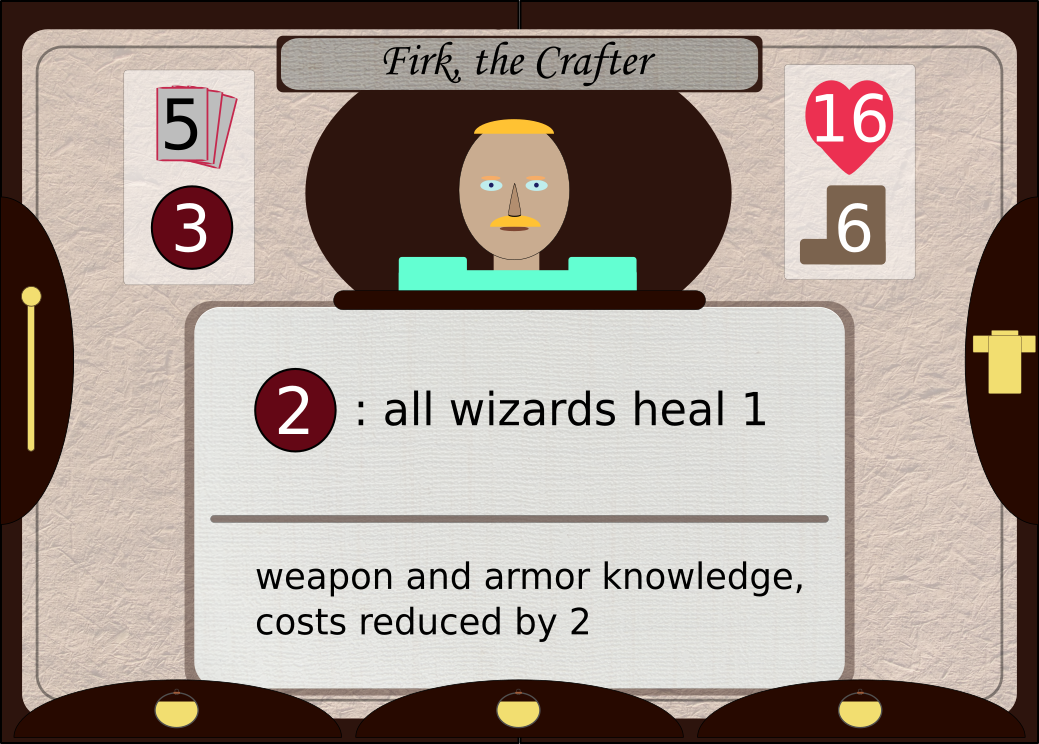 Firk, the Crafter
5
16
3
6
2 : all wizards heal 1
weapon and armor knowledge,
costs reduced by 2